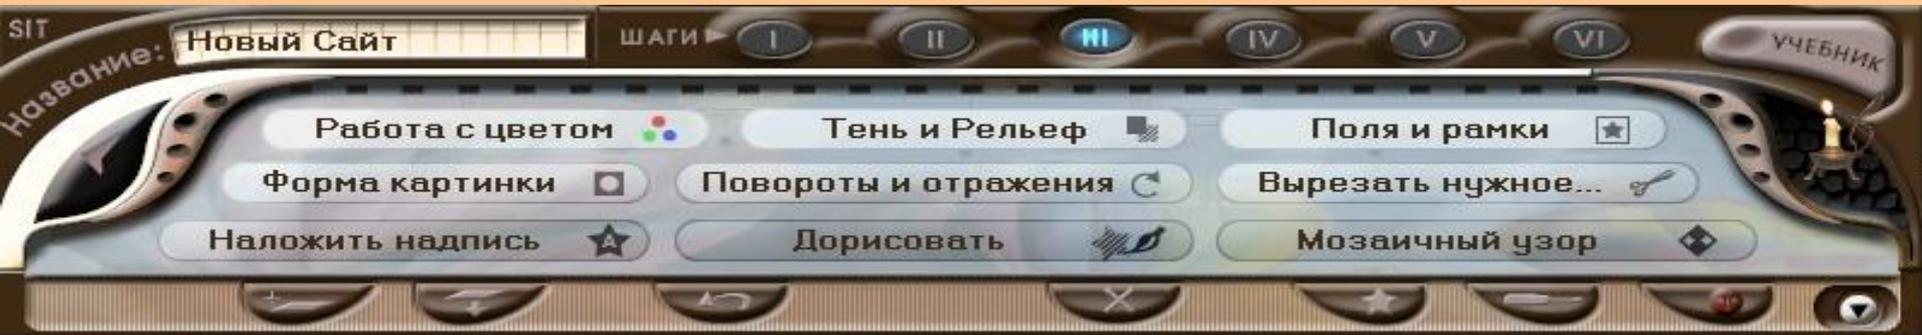 SIT
Название: Новый Сайт
ШАГИ I II III IV V VI
УЧЕБНИК
Работа с цветом Тень и Рельеф Поля и рамки
Форма картинки Повороты и отражения Вырезать нужное...
Наложить надпись Дорисовать Мозаичный узор